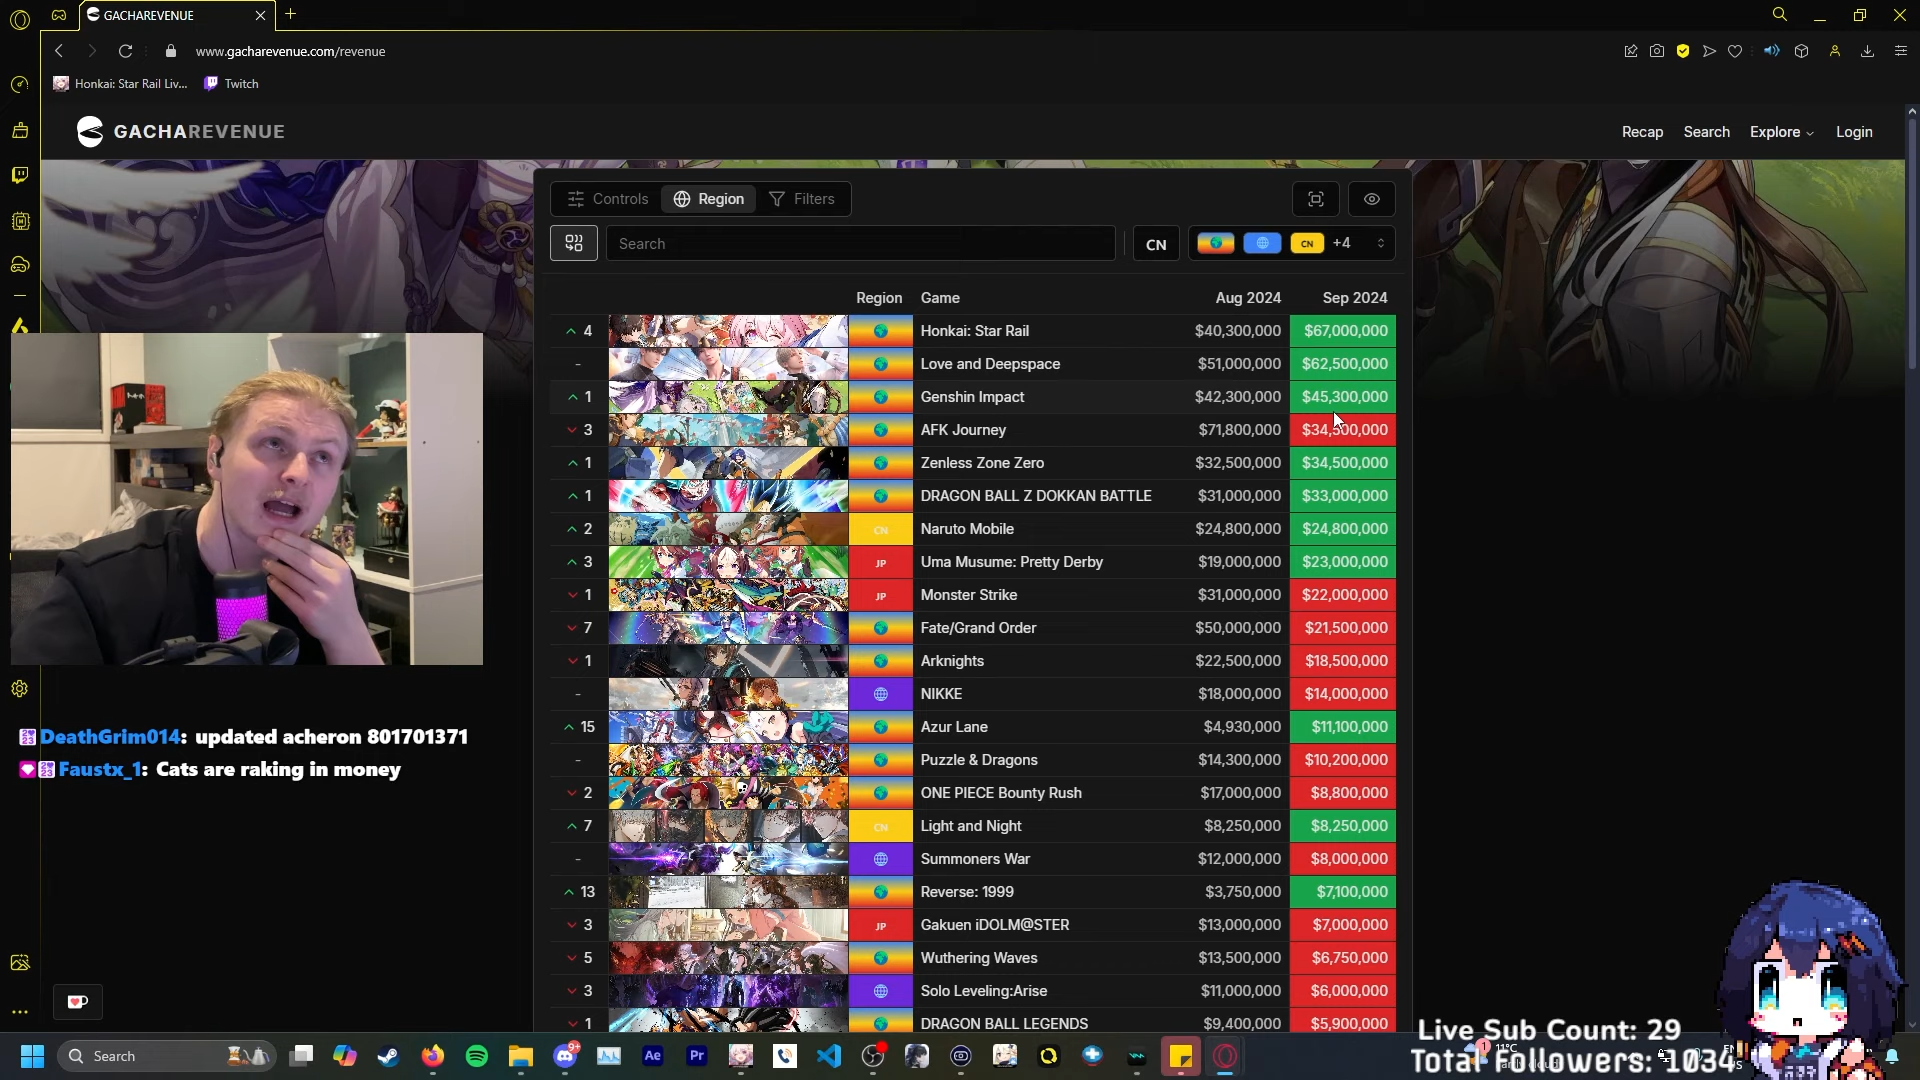 GACHAREVENUE
www.gacharevenue.com/revenue
Honkai: Star Rail Liv...
Twitch
GACHAREVENUE
Recap
Search
Explore
Login
Controls
Region
Filters
Search
CN
CN
+4
Region Game Aug 2024 Sep 2024
4 Honkai: Star Rail $40,300,000 $67,000,000
- Love and Deepspace $51,000,000 $62,500,000
1 Genshin Impact $42,300,000 $45,300,000
3 AFK Journey $71,800,000 $34,500,000
1 Zenless Zone Zero $32,500,000 $34,500,000
1 DRAGON BALL Z DOKKAN BATTLE $31,000,000 $33,000,000
2 CN Naruto Mobile $24,800,000 $24,800,000
3 JP Uma Musume: Pretty Derby $19,000,000 $23,000,000
1 JP Monster Strike $31,000,000 $22,000,000
7 Fate/Grand Order $50,000,000 $21,500,000
1 Arknights $22,500,000 $18,500,000
- NIKKE $18,000,000 $14,000,000
15 Azur Lane $4,930,000 $11,100,000
- Puzzle & Dragons $14,300,000 $10,200,000
2 ONE PIECE Bounty Rush $17,000,000 $8,800,000
7 CN Light and Night $8,250,000 $8,250,000
- Summoners War $12,000,000 $8,000,000
13 Reverse: 1999 $3,750,000 $7,100,000
3 JP Gakuen iDOLM@STER $13,000,000 $7,000,000
5 Wuthering Waves $13,500,000 $6,750,000
3 Solo Leveling:Arise $11,000,000 $6,000,000
1 DRAGON BALL LEGENDS $9,400,000 $5,900,000
DeathGrim014: updated acheron 801701371
Faustx_1: Cats are raking in money
Live Sub Count: 29
Total Followers: 1034
Search
9+
Ae
Pr
1
11°C